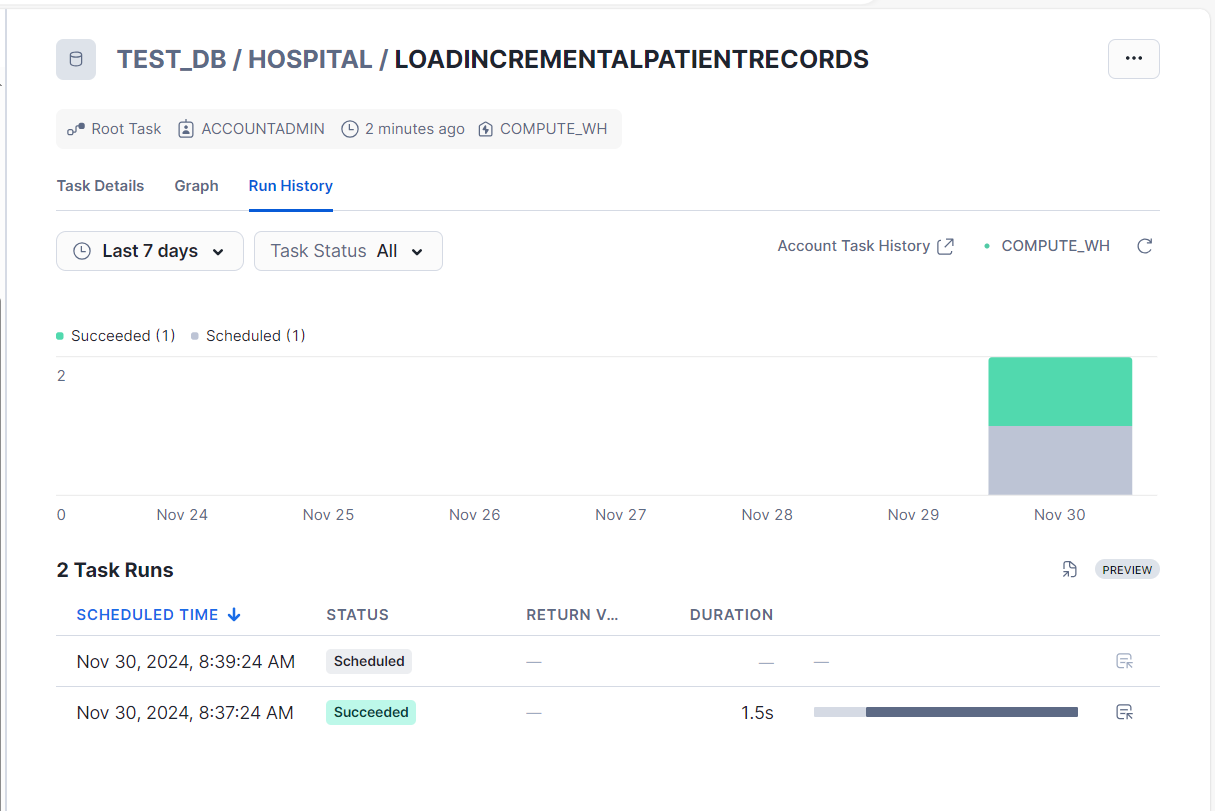 TEST_DB / HOSPITAL / LOADINCREMENTALPATIENTRECORDS
Root Task ACCOUNTADMIN 2 minutes ago COMPUTE_WH
Task Details Graph Run History
Last 7 days Task Status All Account Task History COMPUTE_WH
Succeeded (1) Scheduled (1)
2
0 Nov 24 Nov 25 Nov 26 Nov 27 Nov 28 Nov 29 Nov 30
2 Task Runs PREVIEW
SCHEDULED TIME STATUS RETURN V... DURATION
Nov 30, 2024, 8:39:24 AM Scheduled — — —
Nov 30, 2024, 8:37:24 AM Succeeded — 1.5s